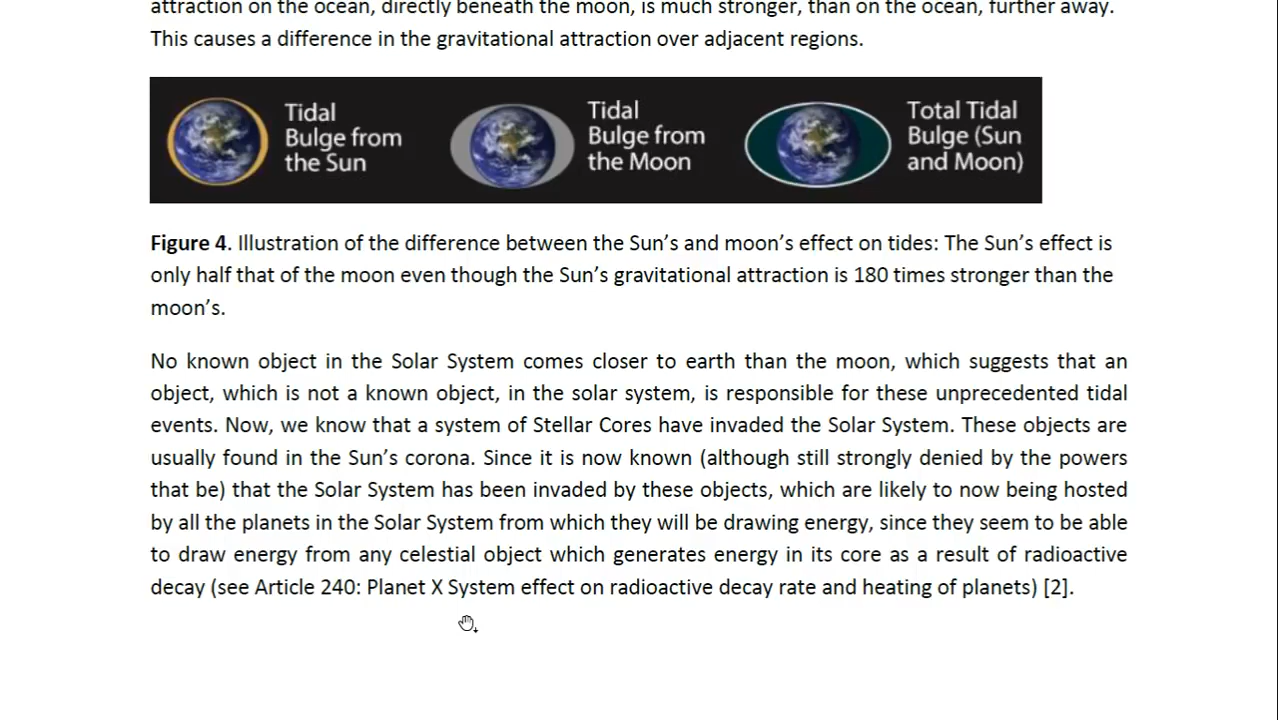 attraction on the ocean, directly beneath the moon, is much stronger, than on the ocean, further away.
This causes a difference in the gravitational attraction over adjacent regions.
Tidal
Bulge from
the Sun
Tidal
Bulge from
the Moon
Total Tidal
Bulge (Sun
and Moon)
Figure 4. Illustration of the difference between the Sun's and moon's effect on tides: The Sun's effect is
only half that of the moon even though the Sun's gravitational attraction is 180 times stronger than the
moon's.
No known object in the Solar System comes closer to earth than the moon, which suggests that an
object, which is not a known object, in the solar system, is responsible for these unprecedented tidal
events. Now, we know that a system of Stellar Cores have invaded the Solar System. These objects are
usually found in the Sun's corona. Since it is now known (although still strongly denied by the powers
that be) that the Solar System has been invaded by these objects, which are likely to now being hosted
by all the planets in the Solar System from which they will be drawing energy, since they seem to be able
to draw energy from any celestial object which generates energy in its core as a result of radioactive
decay (see Article 240: Planet X System effect on radioactive decay rate and heating of planets) [2].